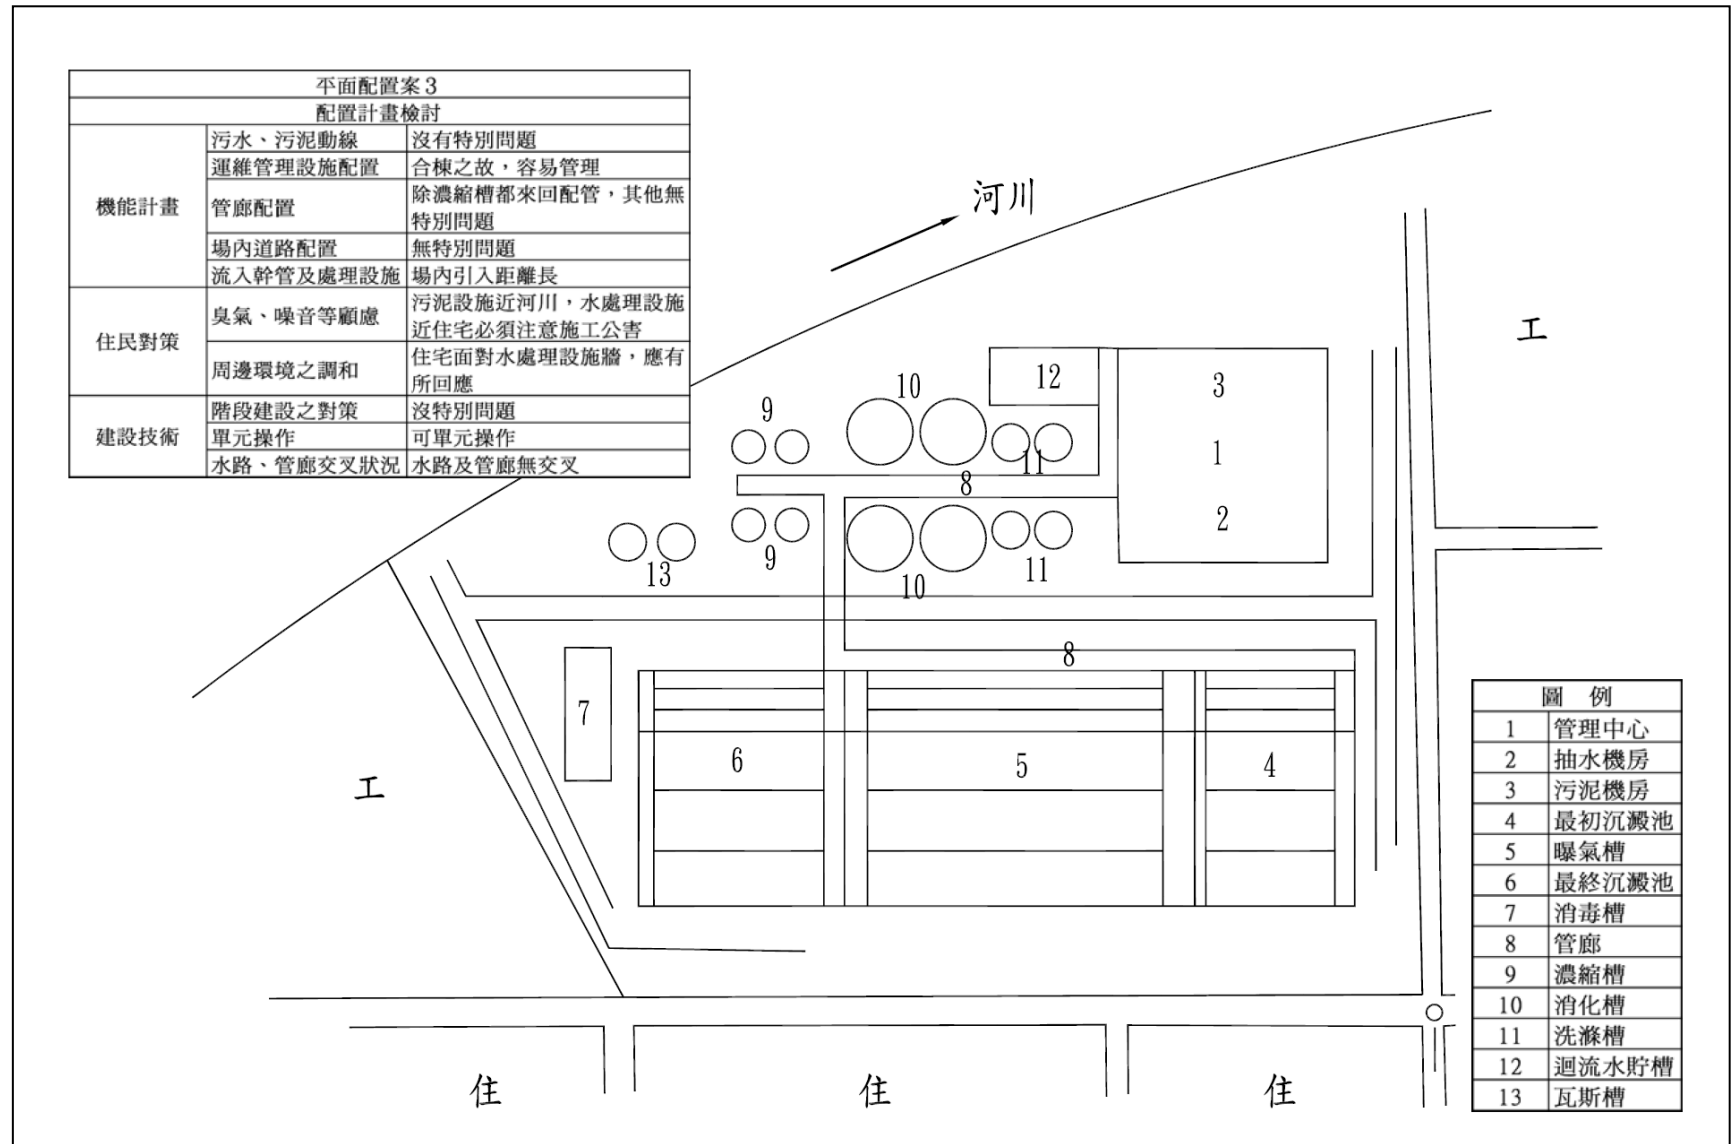 平面配置案3
配置計畫檢討
機能計畫
污水、污泥動線 沒有特別問題
運維管理設施配置 合棟之故，容易管理
管廊配置 除濃縮槽都來回配管，其他無
特別問題
場內道路配置 無特別問題
流入幹管及處理設施 場內引入距離長
住民對策
臭氣、噪音等顧慮 污泥設施近河川，水處理設施
近住宅必須注意施工公害
周邊環境之調和 住宅面對水處理設施牆，應有
所回應
建設技術
階段建設之對策 沒特別問題
單元操作 可單元操作
水路、管廊交叉狀況 水路及管廊無交叉
河川
工
12
3
10
9
1
11
8
2
9
13
10
11
8
7
6
5
4
工
住
住
住
圖 例
1 管理中心
2 抽水機房
3 污泥機房
4 最初沉澱池
5 曝氣槽
6 最終沉澱池
7 消毒槽
8 管廊
9 濃縮槽
10 消化槽
11 洗滌槽
12 迴流水貯槽
13 瓦斯槽